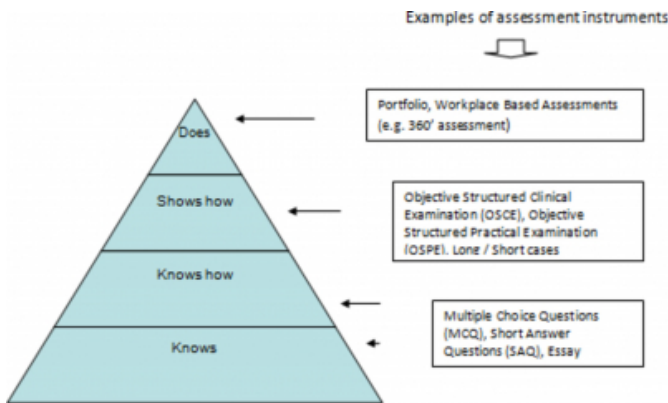 Examples of assessment instruments
Does
Portfolio, Workplace Based Assessments
(e.g. 360' assessment)
Shows how
Objective Structured Clinical
Examination (OSCE), Objective
Structured Practical Examination
(OSPE), Long / Short cases
Knows how
Multiple Choice Questions
(MCQ), Short Answer
Questions (SAQ), Essay
Knows